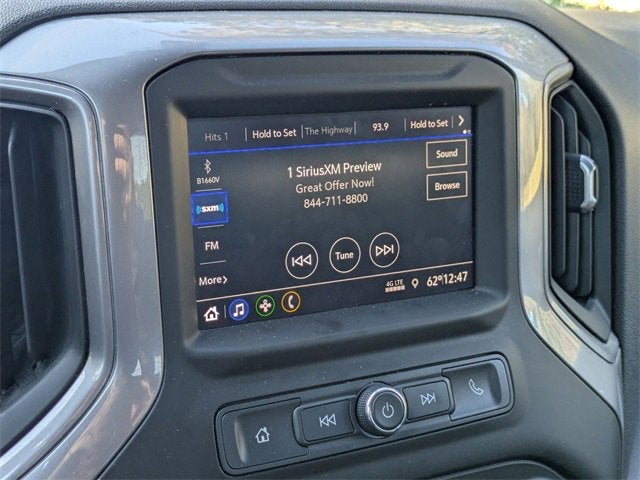 Hits 1 Hold to Set The Highway 93.9 Hold to Set
B1660V
1 SiriusXM Preview
Great Offer Now!
844-711-8800
Sound
Browse
sxm
FM
Tune
More
4G LTE 62° 12:47